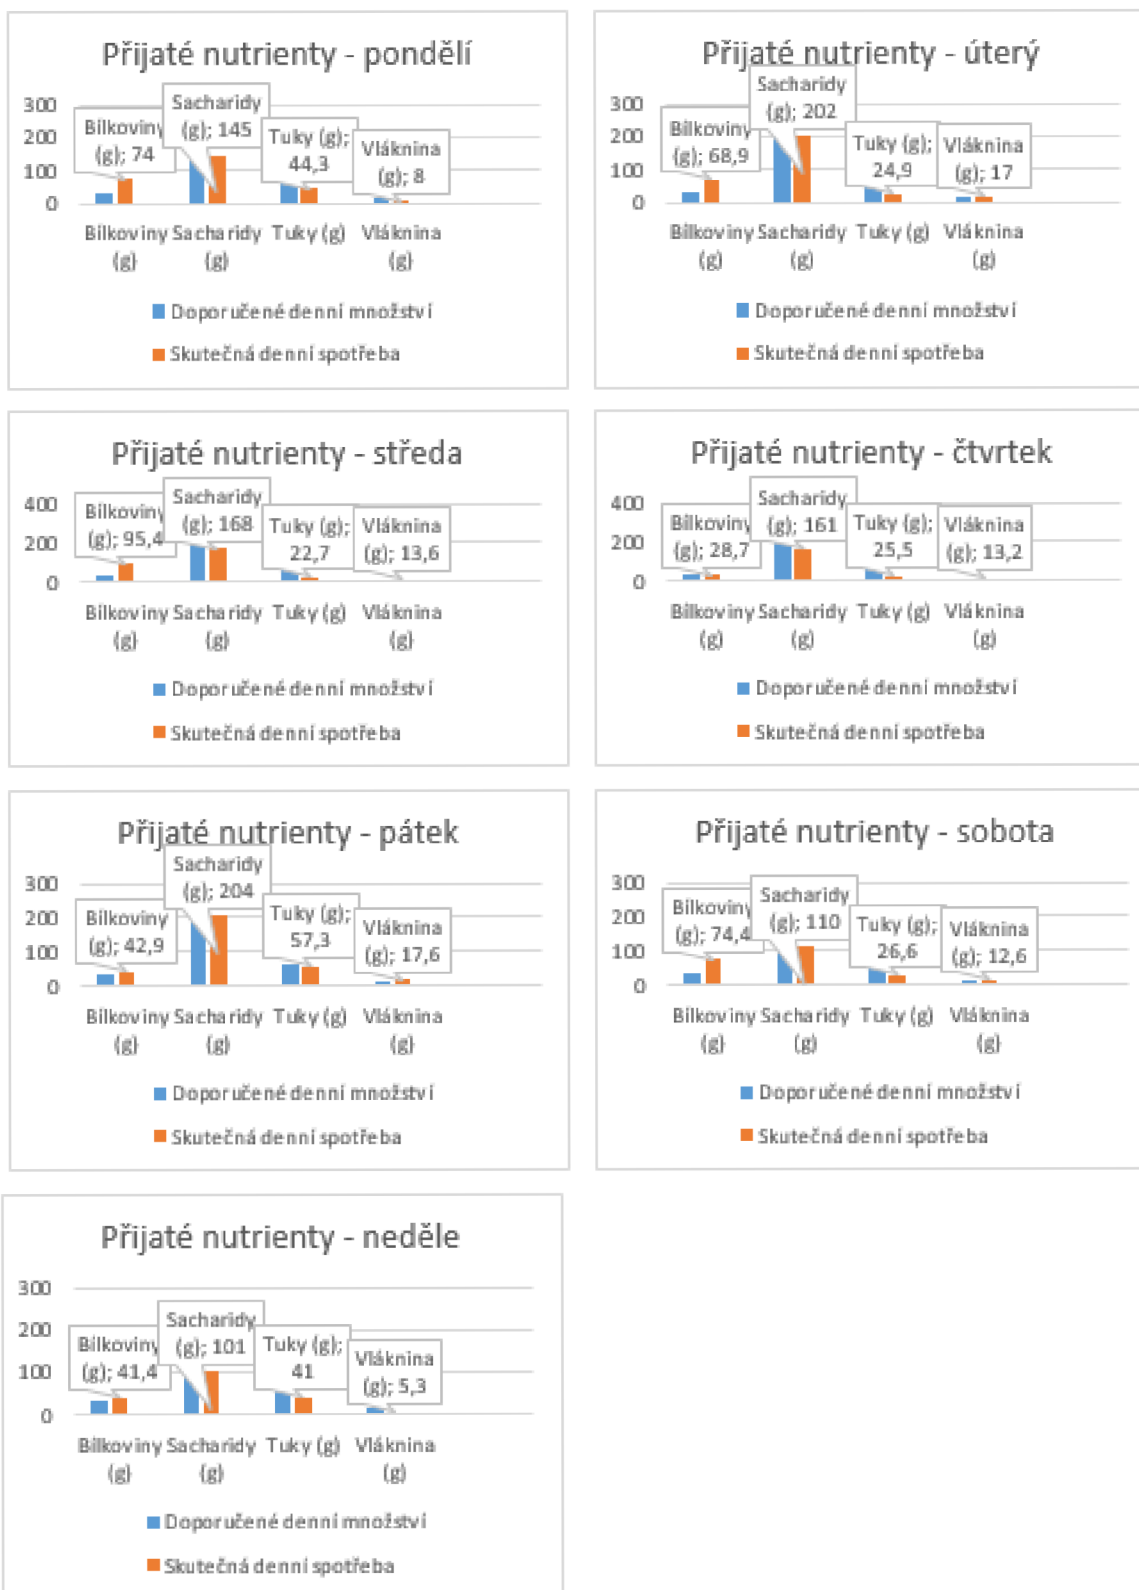 Přijaté nutrienty - pondělí
300
200
100
0
Bílkoviny
(g); 74
Sacharidy
(g); 145
Tuky (g);
44,3
Vláknina
(g); 8
Bílkoviny Sacharidy Tuky (g) Vláknina
(g) (g) (g)
Doporučené denní množství
Skutečná denní spotřeba
Přijaté nutrienty - úterý
300
200
100
0
Bílkoviny
(g); 68,9
Sacharidy
(g); 202
Tuky (g);
24,9
Vláknina
(g); 17
Bílkoviny Sacharidy Tuky (g) Vláknina
(g) (g) (g)
Doporučené denní množství
Skutečná denní spotřeba
Přijaté nutrienty - středa
400
200
0
Bílkoviny
(g); 95,4
Sacharidy
(g); 168
Tuky (g);
22,7
Vláknina
(g); 13,6
Bílkoviny Sacharidy Tuky (g) Vláknina
(g) (g) (g)
Doporučené denní množství
Skutečná denní spotřeba
Přijaté nutrienty - čtvrtek
400
200
0
Bílkoviny
(g); 28,7
Sacharidy
(g); 161
Tuky (g);
25,5
Vláknina
(g); 13,2
Bílkoviny Sacharidy Tuky (g) Vláknina
(g) (g) (g)
Doporučené denní množství
Skutečná denní spotřeba
Přijaté nutrienty - pátek
300
200
100
0
Bílkoviny
(g); 42,9
Sacharidy
(g); 204
Tuky (g);
57,3
Vláknina
(g); 17,6
Bílkoviny Sacharidy Tuky (g) Vláknina
(g) (g) (g)
Doporučené denní množství
Skutečná denní spotřeba
Přijaté nutrienty - sobota
300
200
100
0
Bílkoviny
(g); 74,4
Sacharidy
(g); 110
Tuky (g);
26,6
Vláknina
(g); 12,6
Bílkoviny Sacharidy Tuky (g) Vláknina
(g) (g) (g)
Doporučené denní množství
Skutečná denní spotřeba
Přijaté nutrienty - neděle
300
200
100
0
Bílkoviny
(g); 41,4
Sacharidy
(g); 101
Tuky (g);
41
Vláknina
(g); 5,3
Bílkoviny Sacharidy Tuky (g) Vláknina
(g) (g) (g)
Doporučené denní množství
Skutečná denní spotřeba